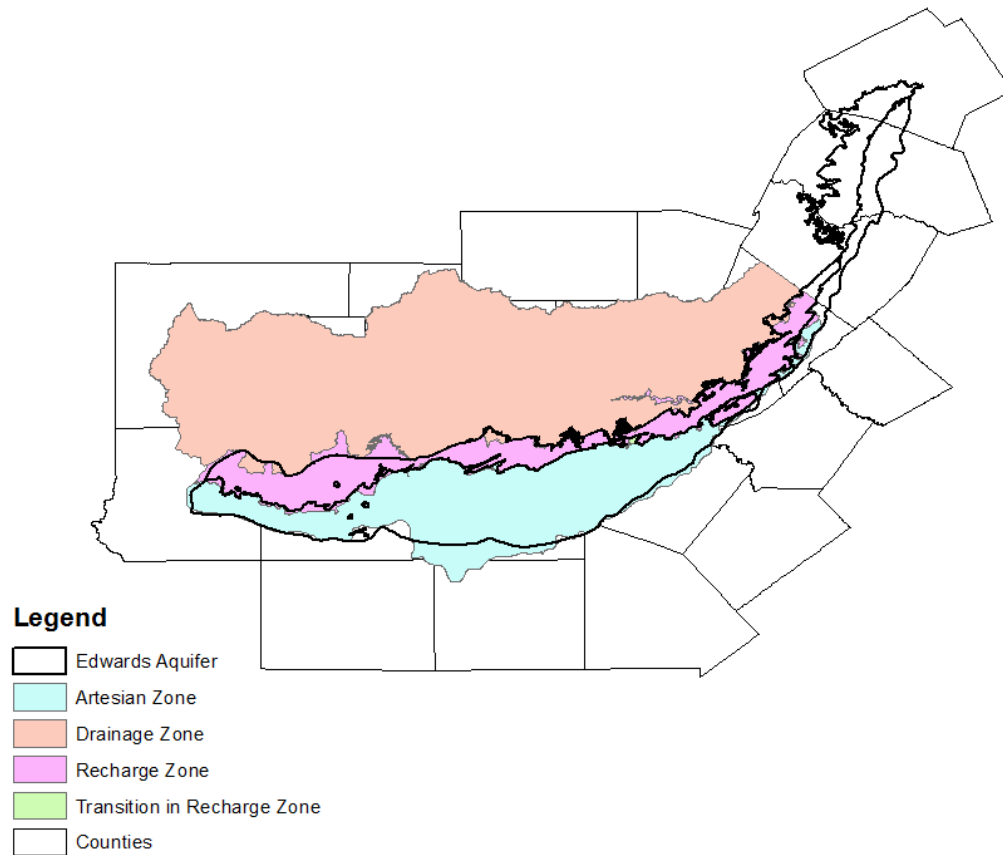 Legend
Edwards Aquifer
Artesian Zone
Drainage Zone
Recharge Zone
Transition in Recharge Zone
Counties